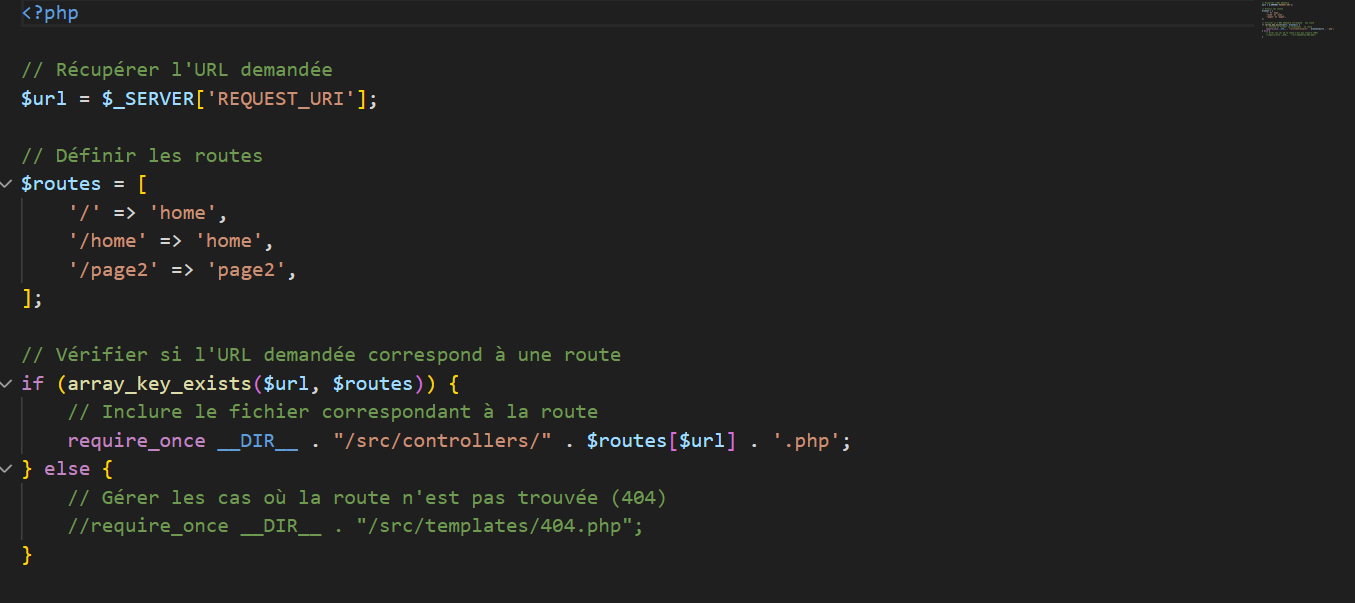 <?php
// Récupérer l'URL demandée
$url = $_SERVER['REQUEST_URI'];
// Définir les routes
$routes = [
    '/' => 'home',
    '/home' => 'home',
    '/page2' => 'page2',
];
// Vérifier si l'URL demandée correspond à une route
if (array_key_exists($url, $routes)) {
    // Inclure le fichier correspondant à la route
    require_once __DIR__ . "/src/controllers/" . $routes[$url] . '.php';
} else {
    // Gérer les cas où la route n'est pas trouvée (404)
    //require_once __DIR__ . "/src/templates/404.php";
}